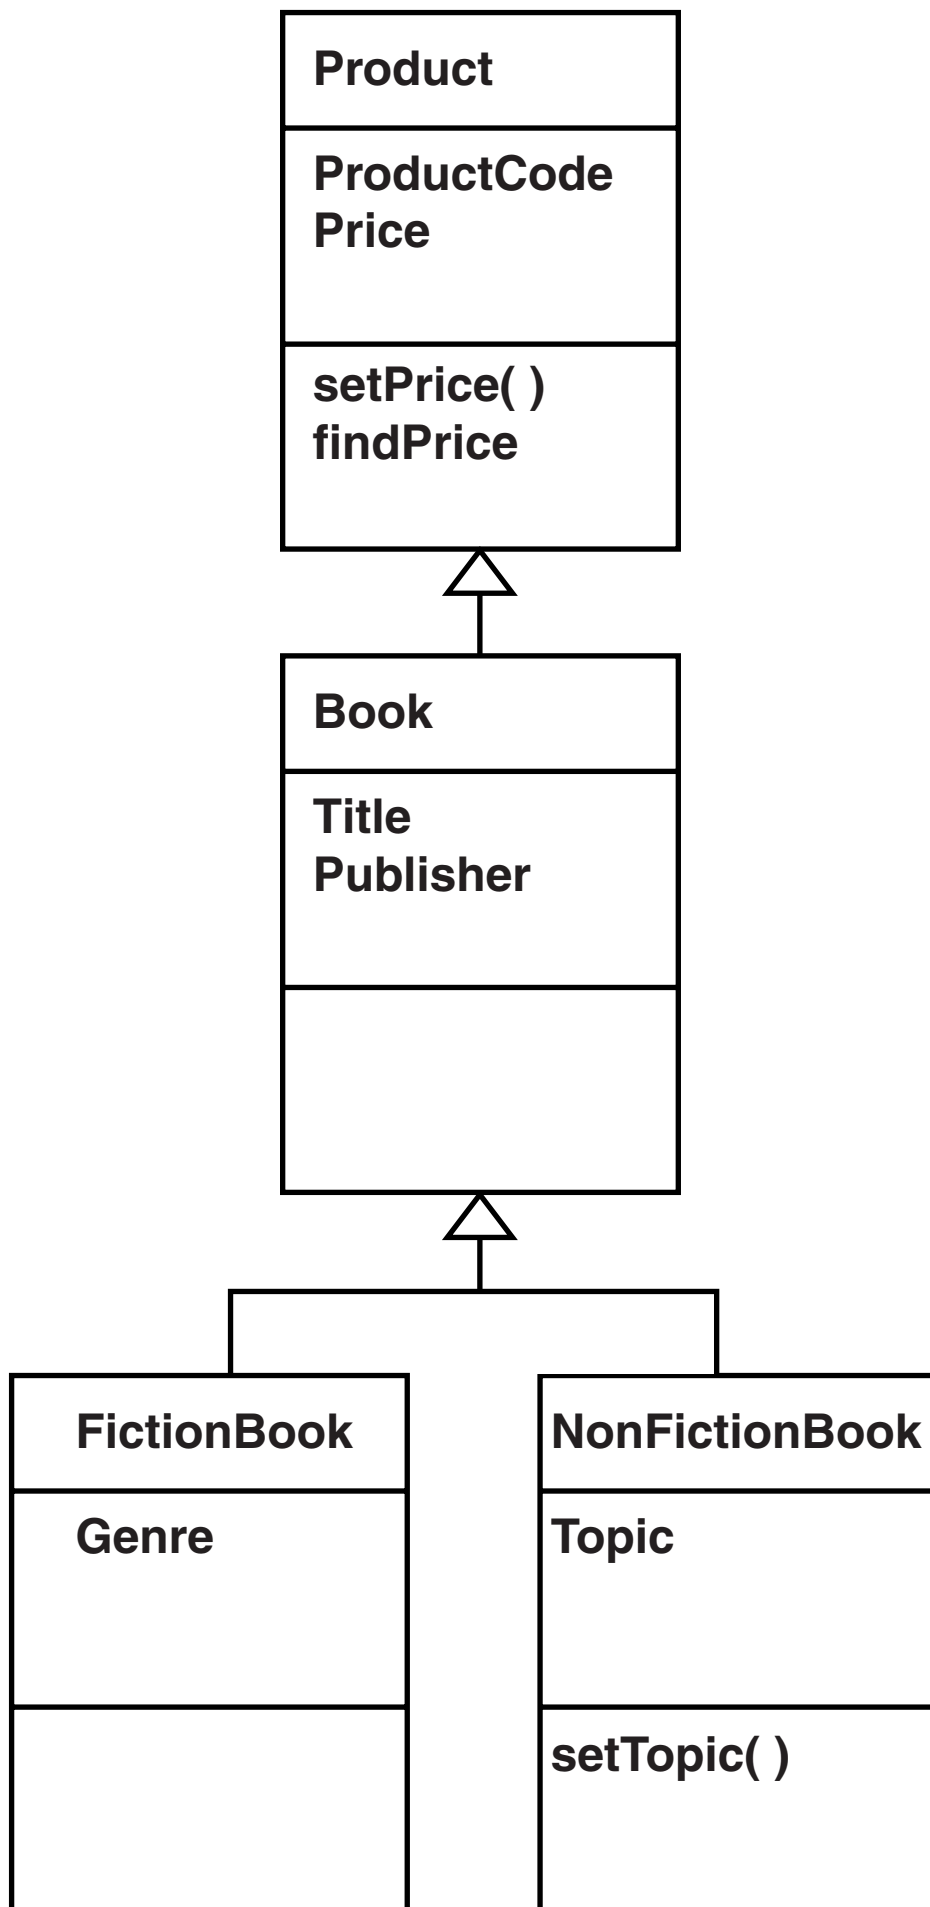 Product
ProductCode
Price
setPrice( )
findPrice
Book
Title
Publisher
FictionBook
Genre
NonFictionBook
Topic
setTopic( )